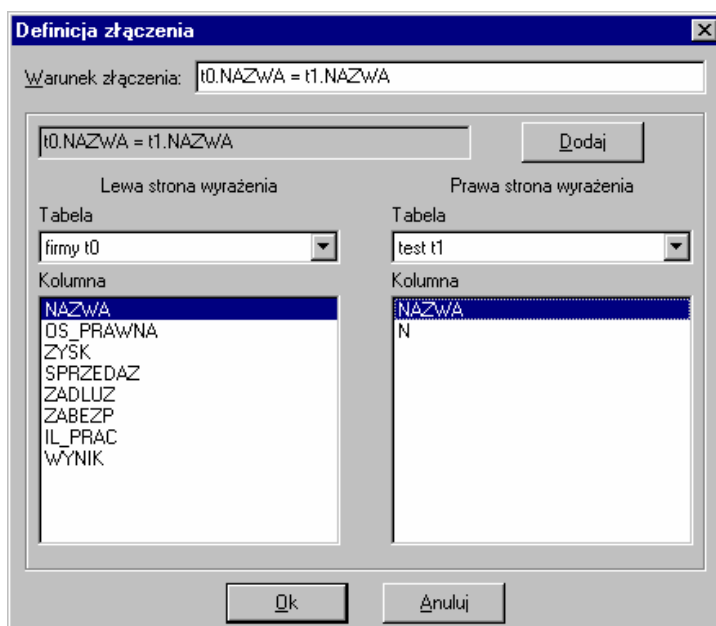 Definicja złączenia
Warunek złączenia: t0.NAZWA = t1.NAZWA
t0.NAZWA = t1.NAZWA Dodaj
Lewa strona wyrażenia Prawa strona wyrażenia
Tabela Tabela
firmy t0 test t1
Kolumna Kolumna
NAZWA NAZWA
OS_PRAWNA N
ZYSK
SPRZEDAZ
ZADLUZ
ZABEZP
IL_PRAC
WYNIK
Ok Anuluj